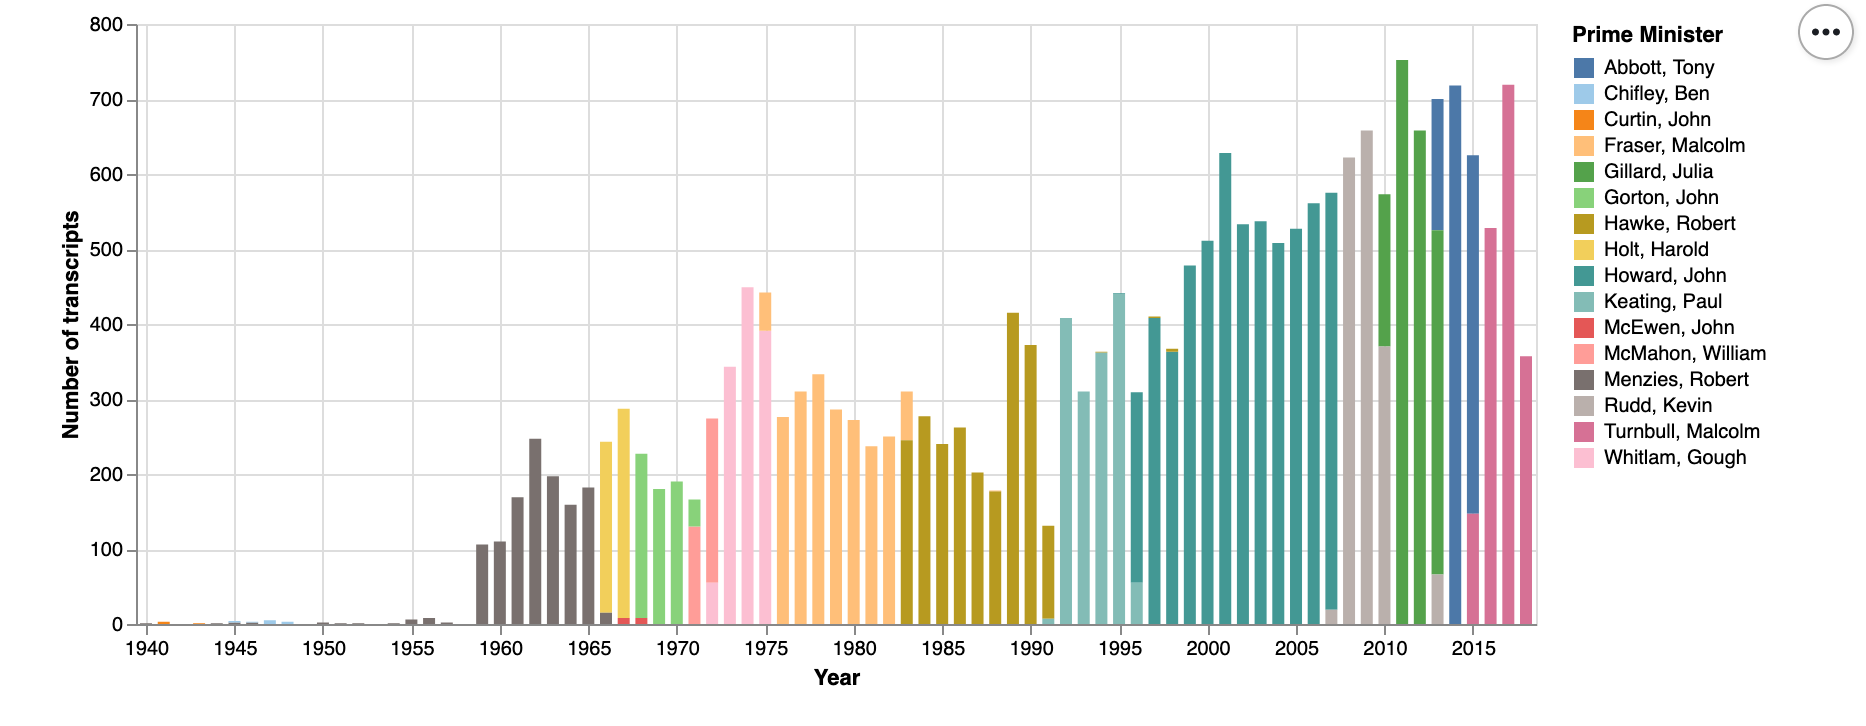 800
700
600
500
400
300
200
100
0
Number of transcripts
1940 1945 1950 1955 1960 1965 1970 1975 1980 1985 1990 1995 2000 2005 2010 2015
Year
Prime Minister
Abbott, Tony
Chifley, Ben
Curtin, John
Fraser, Malcolm
Gillard, Julia
Gorton, John
Hawke, Robert
Holt, Harold
Howard, John
Keating, Paul
McEwen, John
McMahon, William
Menzies, Robert
Rudd, Kevin
Turnbull, Malcolm
Whitlam, Gough